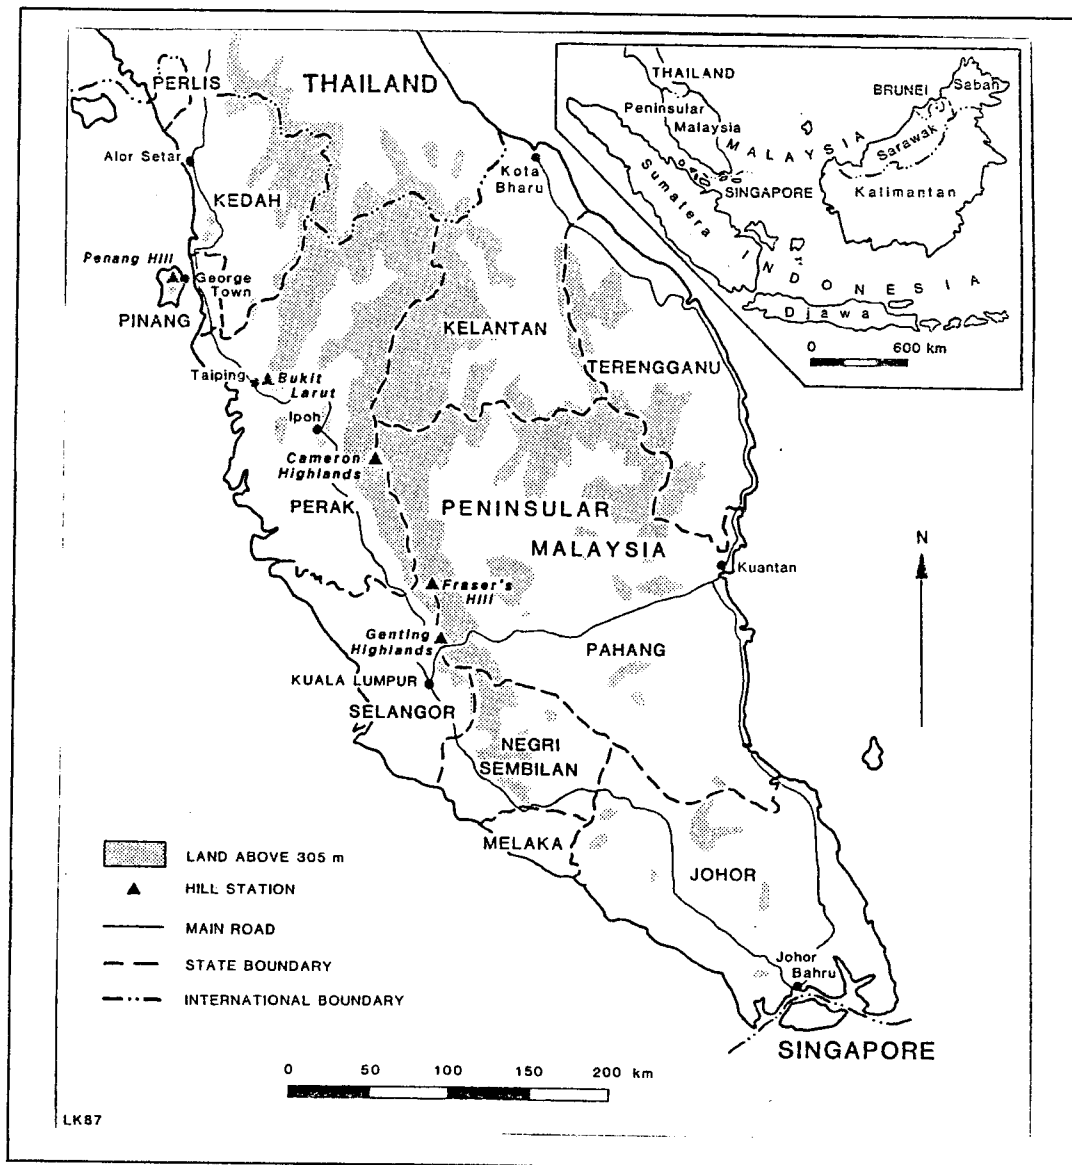 THAILAND
PERLIS
Alor Setar
KEDAH
Kota
Bharu
Penang Hill
George
Town
PINANG
KELANTAN
TERENGGANU
Taiping
Bukit
Larut
Ipoh
Cameron
Highlands
PERAK
PENINSULAR
MALAYSIA
Kuantan
Fraser's
Hill
Genting
Highlands
PAHANG
KUALA LUMPUR
SELANGOR
NEGRI
SEMBILAN
MELAKA
JOHOR
Johor
Bahru
SINGAPORE
N
THAILAND
BRUNEI
Sabah
Peninsular
Malaysia
MALAYSIA
Sarawak
SINGAPORE
Kalimantan
Sumatera
INDONESIA
Djawa
0 600 km
LAND ABOVE 305 m
HILL STATION
MAIN ROAD
STATE BOUNDARY
INTERNATIONAL BOUNDARY
0 50 100 150 200 km
LK87